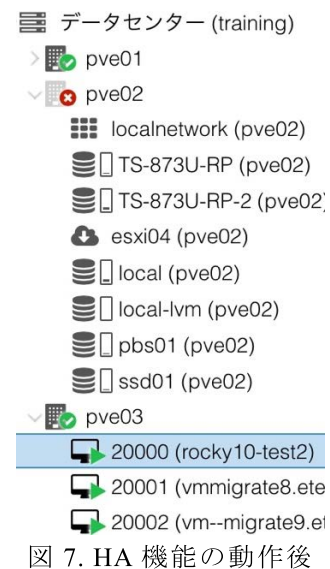 データセンター (training)
pve01
pve02
localnetwork (pve02)
TS-873U-RP (pve02)
TS-873U-RP-2 (pve02)
esxi04 (pve02)
local (pve02)
local-lvm (pve02)
pbs01 (pve02)
ssd01 (pve02)
pve03
20000 (rocky10-test2)
20001 (vmmigrate8.ete
20002 (vm--migrate9.et
図 7. HA 機能の動作後